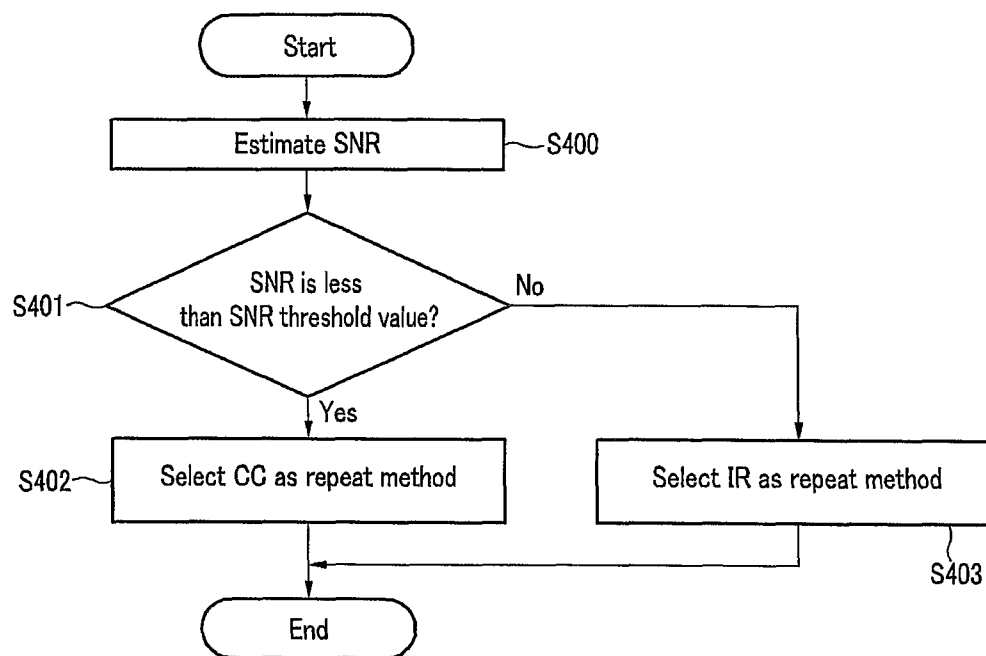 Start
Estimate SNR
S400
SNR is less
than SNR threshold value?
S401
No
Yes
Select CC as repeat method
S402
Select IR as repeat method
S403
End